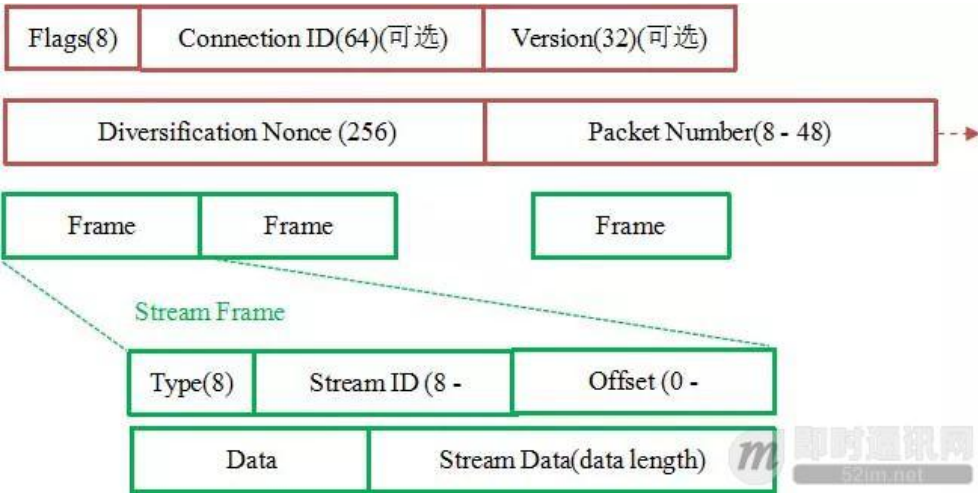 Flags(8) Connection ID(64)(可选) Version(32)(可选)
Diversification Nonce (256) Packet Number(8 - 48)
Frame Frame Frame
Stream Frame
Type(8) Stream ID (8 - Offset (0 -
Data Stream Data(data length)
m 即时通讯网
52im.net